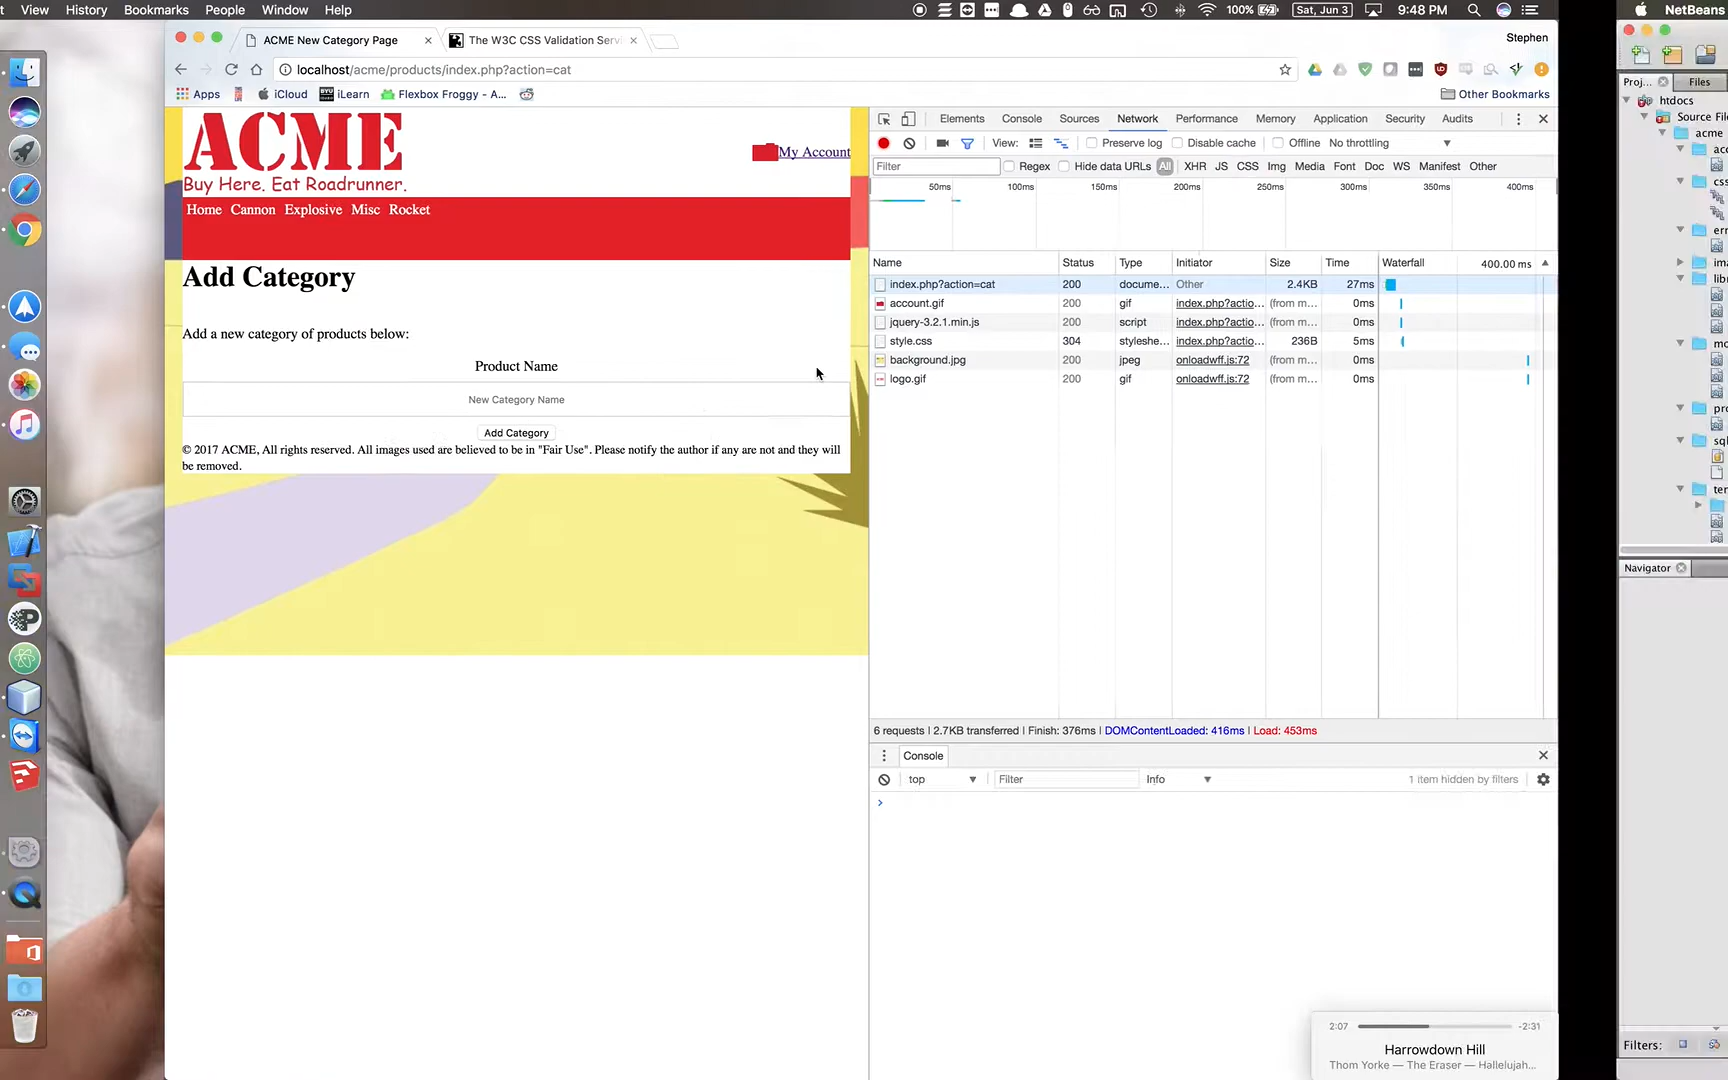 View History Bookmarks People Window Help
100% Sat, Jun 3 9:48 PM
NetBeans
ACME New Category Page
The W3C CSS Validation Servi
Stephen
localhost/acme/products/index.php?action=cat
Apps iCloud iLearn Flexbox Froggy - A...
Other Bookmarks
ACME
Buy Here. Eat Roadrunner.
My Account
Home Cannon Explosive Misc Rocket
Add Category
Add a new category of products below:
Product Name
New Category Name
Add Category
© 2017 ACME, All rights reserved. All images used are believed to be in "Fair Use". Please notify the author if any are not and they will
be removed.
Elements Console Sources Network Performance Memory Application Security Audits
View: Preserve log Disable cache Offline No throttling
Filter Regex Hide data URLs All XHR JS CSS Img Media Font Doc WS Manifest Other
50ms 100ms 150ms 200ms 250ms 300ms 350ms 400ms
Name Status Type Initiator Size Time Waterfall 400.00 ms
index.php?action=cat 200 docume... Other 2.4KB 27ms
account.gif 200 gif index.php?actio... (from m... 0ms
jquery-3.2.1.min.js 200 script index.php?actio... (from m... 0ms
style.css 304 styleshe... index.php?actio... 236B 5ms
background.jpg 200 jpeg onloadwff.js:72 (from m... 0ms
logo.gif 200 gif onloadwff.js:72 (from m... 0ms
6 requests | 2.7KB transferred | Finish: 376ms | DOMContentLoaded: 416ms | Load: 453ms
Console
top Filter Info 1 item hidden by filters
2:07 -2:31
Harrowdown Hill
Thom Yorke — The Eraser — Hallelujah...
Proj... Files
htdocs
Source Fil
acme
acc
css
err
ima
libr
mo
pro
sql
ter
Navigator
Filters: